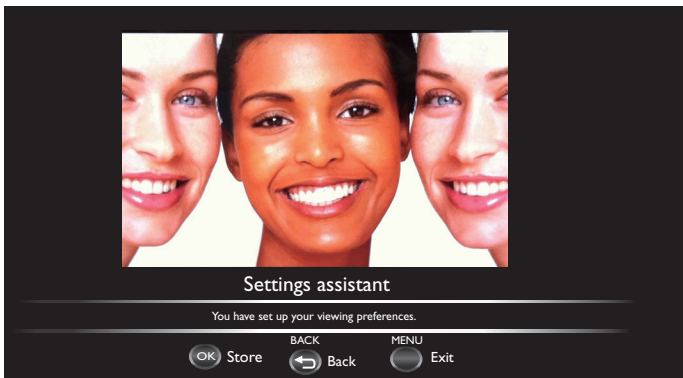 Settings assistant
You have set up your viewing preferences.
OK Store
BACK
Back
MENU
Exit